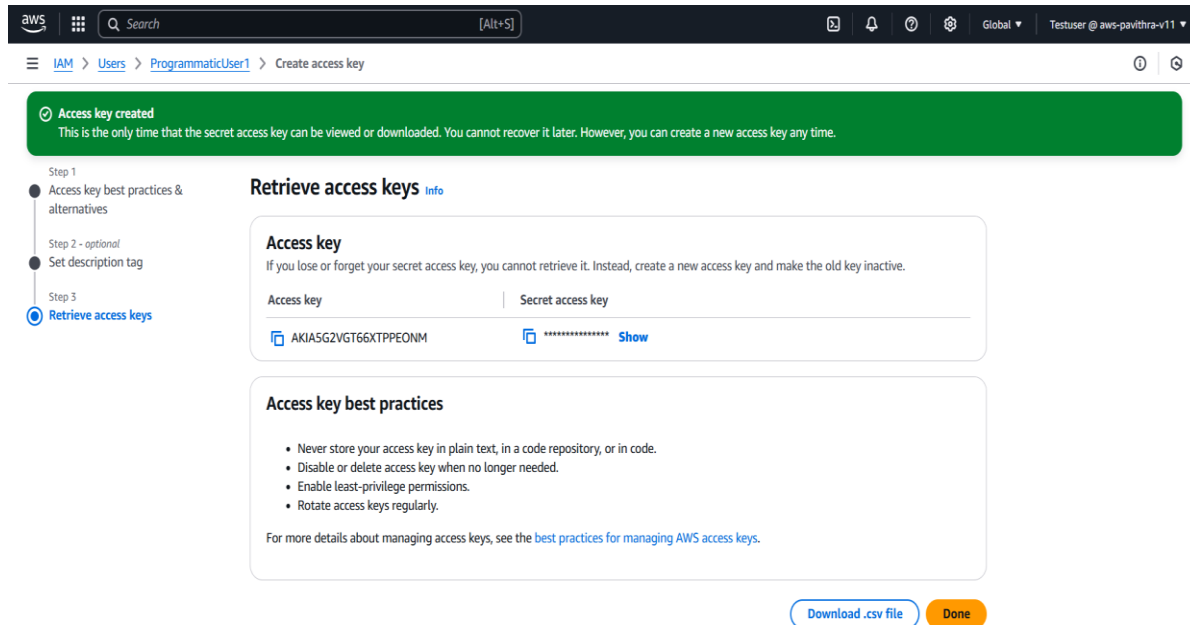 aws
Search [Alt+S]
Global
Testuser @ aws-pavithra-v11
IAM > Users > ProgrammaticUser1 > Create access key
Access key created
This is the only time that the secret access key can be viewed or downloaded. You cannot recover it later. However, you can create a new access key any time.
Step 1
Access key best practices &
alternatives
Step 2 - optional
Set description tag
Step 3
Retrieve access keys
Retrieve access keys Info
Access key
If you lose or forget your secret access key, you cannot retrieve it. Instead, create a new access key and make the old key inactive.
Access key Secret access key
AKIA5G2VGT66XTPPEONM *************** Show
Access key best practices
• Never store your access key in plain text, in a code repository, or in code.
• Disable or delete access key when no longer needed.
• Enable least-privilege permissions.
• Rotate access keys regularly.
For more details about managing access keys, see the best practices for managing AWS access keys.
Download .csv file Done